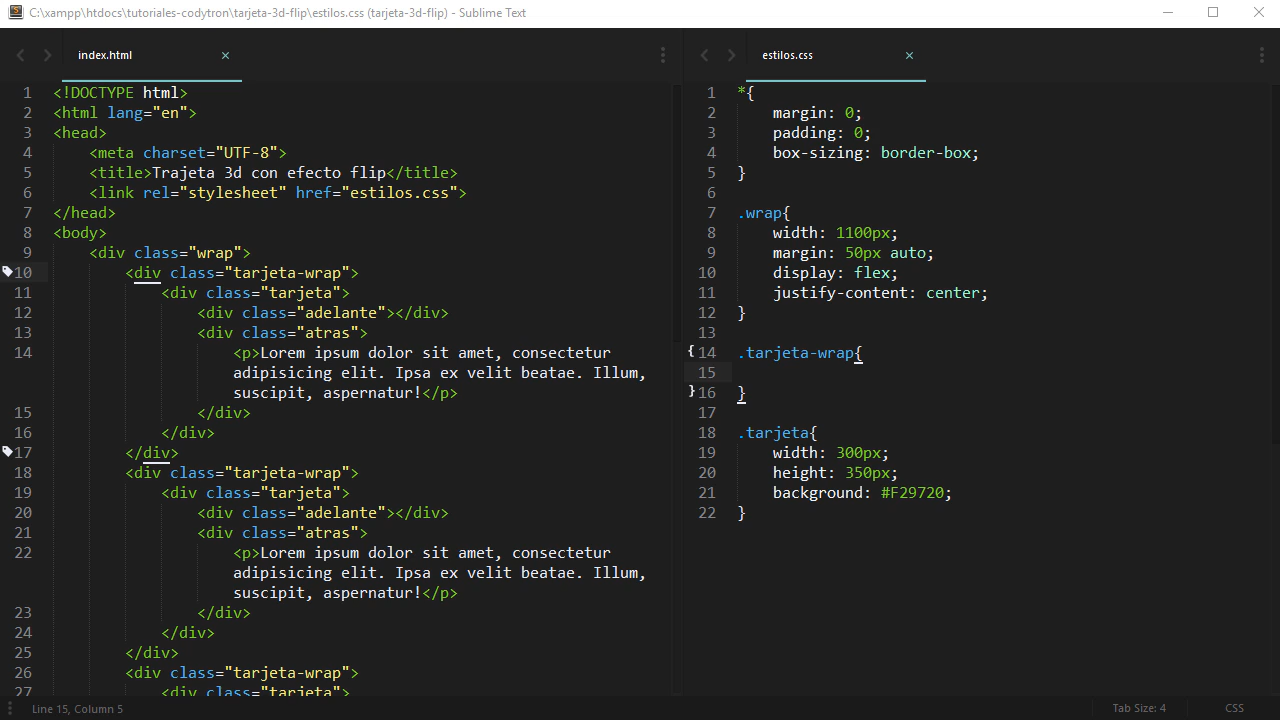 C:\xampp\htdocs\tutoriales-codytron\tarjeta-3d-flip\estilos.css (tarjeta-3d-flip) - Sublime Text
index.html
1 <!DOCTYPE html>
2 <html lang="en">
3 <head>
4 <meta charset="UTF-8">
5 <title>Trajeta 3d con efecto flip</title>
6 <link rel="stylesheet" href="estilos.css">
7 </head>
8 <body>
9 <div class="wrap">
10 <div class="tarjeta-wrap">
11 <div class="tarjeta">
12 <div class="adelante"></div>
13 <div class="atras">
14 <p>Lorem ipsum dolor sit amet, consectetur
adipisicing elit. Ipsa ex velit beatae. Illum,
suscipit, aspernatur!</p>
15 </div>
16 </div>
17 </div>
18 <div class="tarjeta-wrap">
19 <div class="tarjeta">
20 <div class="adelante"></div>
21 <div class="atras">
22 <p>Lorem ipsum dolor sit amet, consectetur
adipisicing elit. Ipsa ex velit beatae. Illum,
suscipit, aspernatur!</p>
23 </div>
24 </div>
25 </div>
26 <div class="tarjeta-wrap">
27 <div class="tarjeta">
estilos.css
1 *{
2 margin: 0;
3 padding: 0;
4 box-sizing: border-box;
5 }
6
7 .wrap{
8 width: 1100px;
9 margin: 50px auto;
10 display: flex;
11 justify-content: center;
12 }
13
{ 14 .tarjeta-wrap{
15
} 16 }
17
18 .tarjeta{
19 width: 300px;
20 height: 350px;
21 background: #F29720;
22 }
Line 15, Column 5
Tab Size: 4
CSS